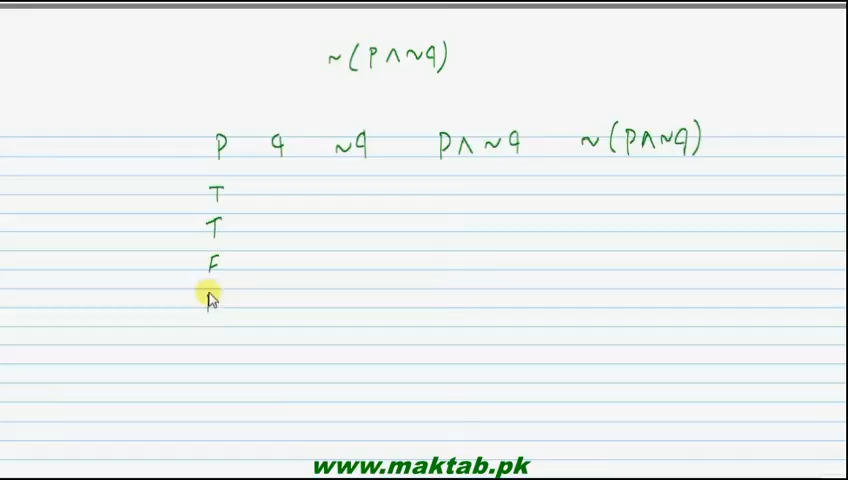 ~(P∧~q)
P q ~q P∧~q ~(P∧~q)
T
T
F
www.maktab.pk